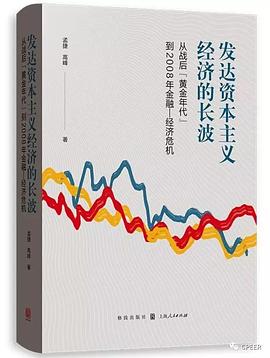 孟捷 高峰 著
发达资本主义
经济的长波
从战后「黄金年代」
到2008年金融—经济危机
格致出版社 上海人民出版社
发达资本主义经济的长波
从战后「黄金年代」到2008年金融—经济危机
孟捷 高峰 著
CPEER